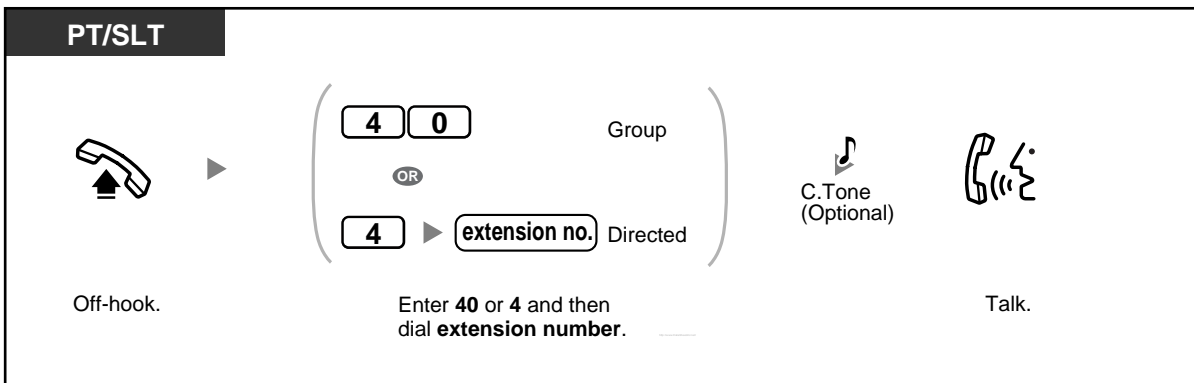 PT/SLT
4 0 Group
OR
4 extension no. Directed
C.Tone
(Optional)
Off-hook.
Enter 40 or 4 and then
dial extension number.
Talk.